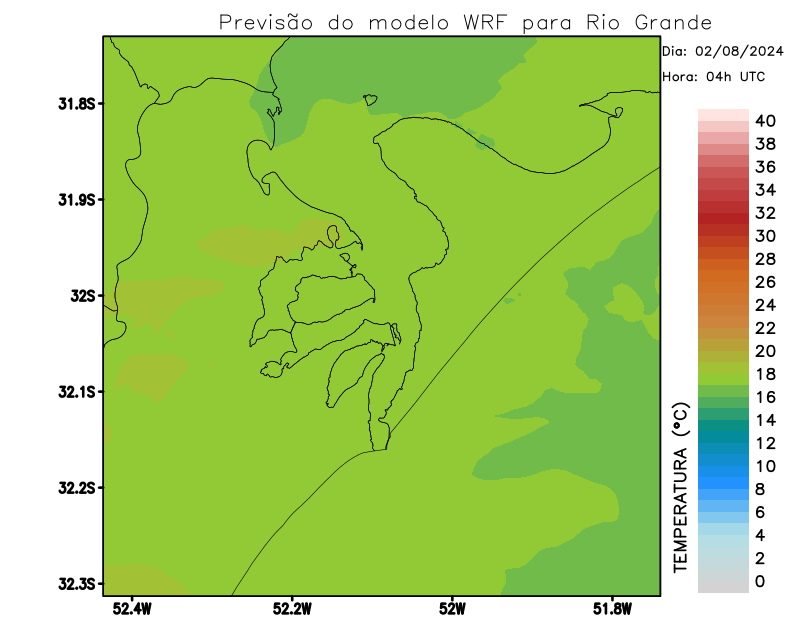 Previsão do modelo WRF para Rio Grande
Dia: 02/08/2024
Hora: 04h UTC
31.8S
31.9S
32S
32.1S
32.2S
32.3S
52.4W
52.2W
52W
51.8W
TEMPERATURA (°C)
40
38
36
34
32
30
28
26
24
22
20
18
16
14
12
10
8
6
4
2
0